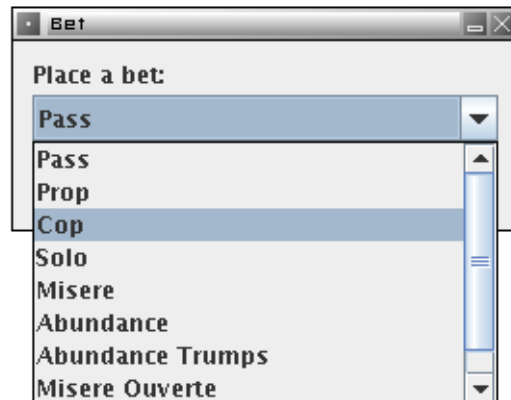 Bet
Place a bet:
Pass
Pass
Prop
Cop
Solo
Misere
Abundance
Abundance Trumps
Misere Ouverte